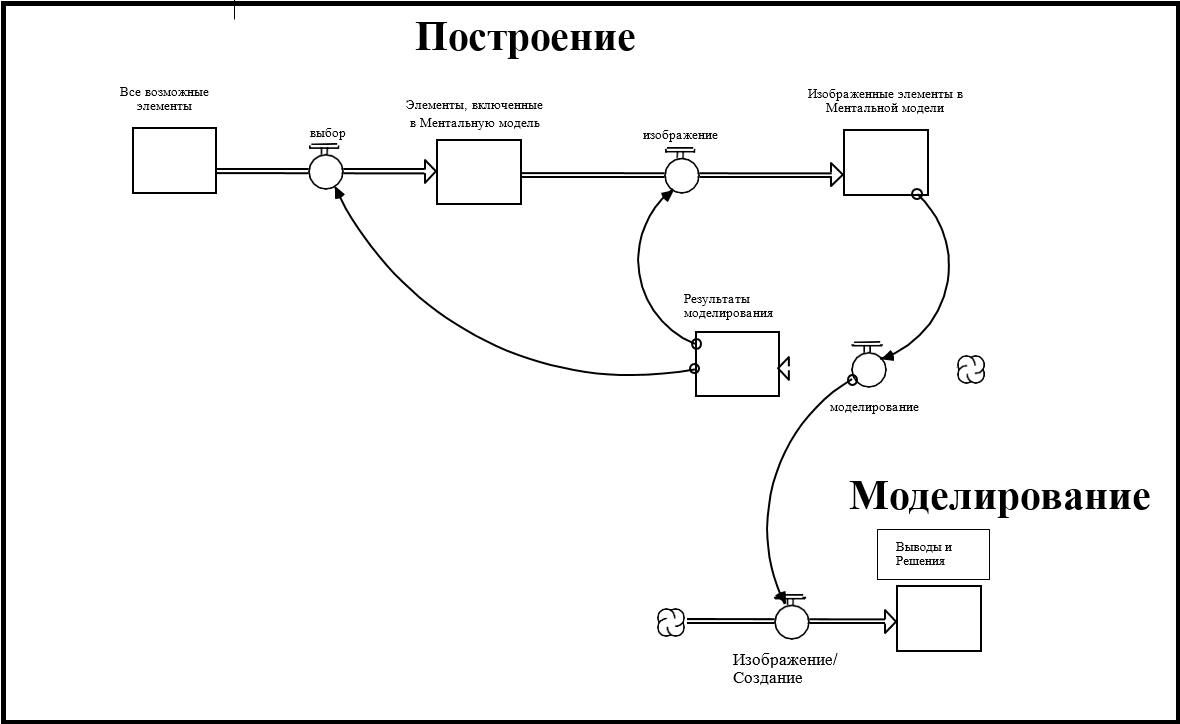 Построение
Все возможные
элементы
выбор
Элементы, включенные
в Ментальную модель
изображение
Изображенные элементы в
Ментальной модели
Результаты
моделирования
моделирование
Моделирование
Выводы и
Решения
Изображение/
Создание